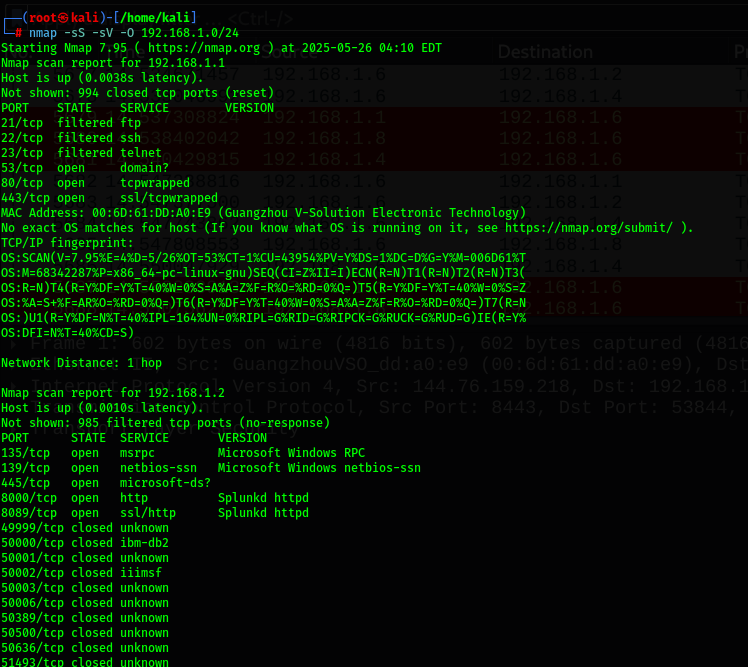 (root㉿kali)-[/home/kali]
# nmap -sS -sV -O 192.168.1.0/24
Starting Nmap 7.95 ( https://nmap.org ) at 2025-05-26 04:10 EDT
Nmap scan report for 192.168.1.1
Host is up (0.0038s latency).
Not shown: 994 closed tcp ports (reset)
PORT    STATE    SERVICE        VERSION
21/tcp  filtered ftp
22/tcp  filtered ssh
23/tcp  filtered telnet
53/tcp  open     domain?
80/tcp  open     tcpwrapped
443/tcp open     ssl/tcpwrapped
MAC Address: 00:6D:61:DD:A0:E9 (Guangzhou V-Solution Electronic Technology)
No exact OS matches for host (If you know what OS is running on it, see https://nmap.org/submit/ ).
TCP/IP fingerprint:
OS:SCAN(V=7.95%E=4%D=5/26%OT=53%CT=1%CU=43954%PV=Y%DS=1%DC=D%G=Y%M=006D61%T
OS:M=68342287%P=x86_64-pc-linux-gnu)SEQ(CI=Z%II=I)ECN(R=N)T1(R=N)T2(R=N)T3(
OS:R=N)T4(R=Y%DF=Y%T=40%W=0%S=A%A=Z%F=R%O=%RD=0%Q=)T5(R=Y%DF=Y%T=40%W=0%S=Z
OS:%A=S+%F=AR%O=%RD=0%Q=)T6(R=Y%DF=Y%T=40%W=0%S=A%A=Z%F=R%O=%RD=0%Q=)T7(R=N
OS:)U1(R=Y%DF=N%T=40%IPL=164%UN=0%RIPL=G%RID=G%RIPCK=G%RUCK=G%RUD=G)IE(R=Y%
OS:DFI=N%T=40%CD=S)
Network Distance: 1 hop
Nmap scan report for 192.168.1.2
Host is up (0.0010s latency).
Not shown: 985 filtered tcp ports (no-response)
PORT      STATE  SERVICE       VERSION
135/tcp   open   msrpc         Microsoft Windows RPC
139/tcp   open   netbios-ssn   Microsoft Windows netbios-ssn
445/tcp   open   microsoft-ds?
8000/tcp  open   http          Splunkd httpd
8089/tcp  open   ssl/http      Splunkd httpd
49999/tcp closed unknown
50000/tcp closed ibm-db2
50001/tcp closed unknown
50002/tcp closed iiimsf
50003/tcp closed unknown
50006/tcp closed unknown
50389/tcp closed unknown
50500/tcp closed unknown
50636/tcp closed unknown
51493/tcp closed unknown